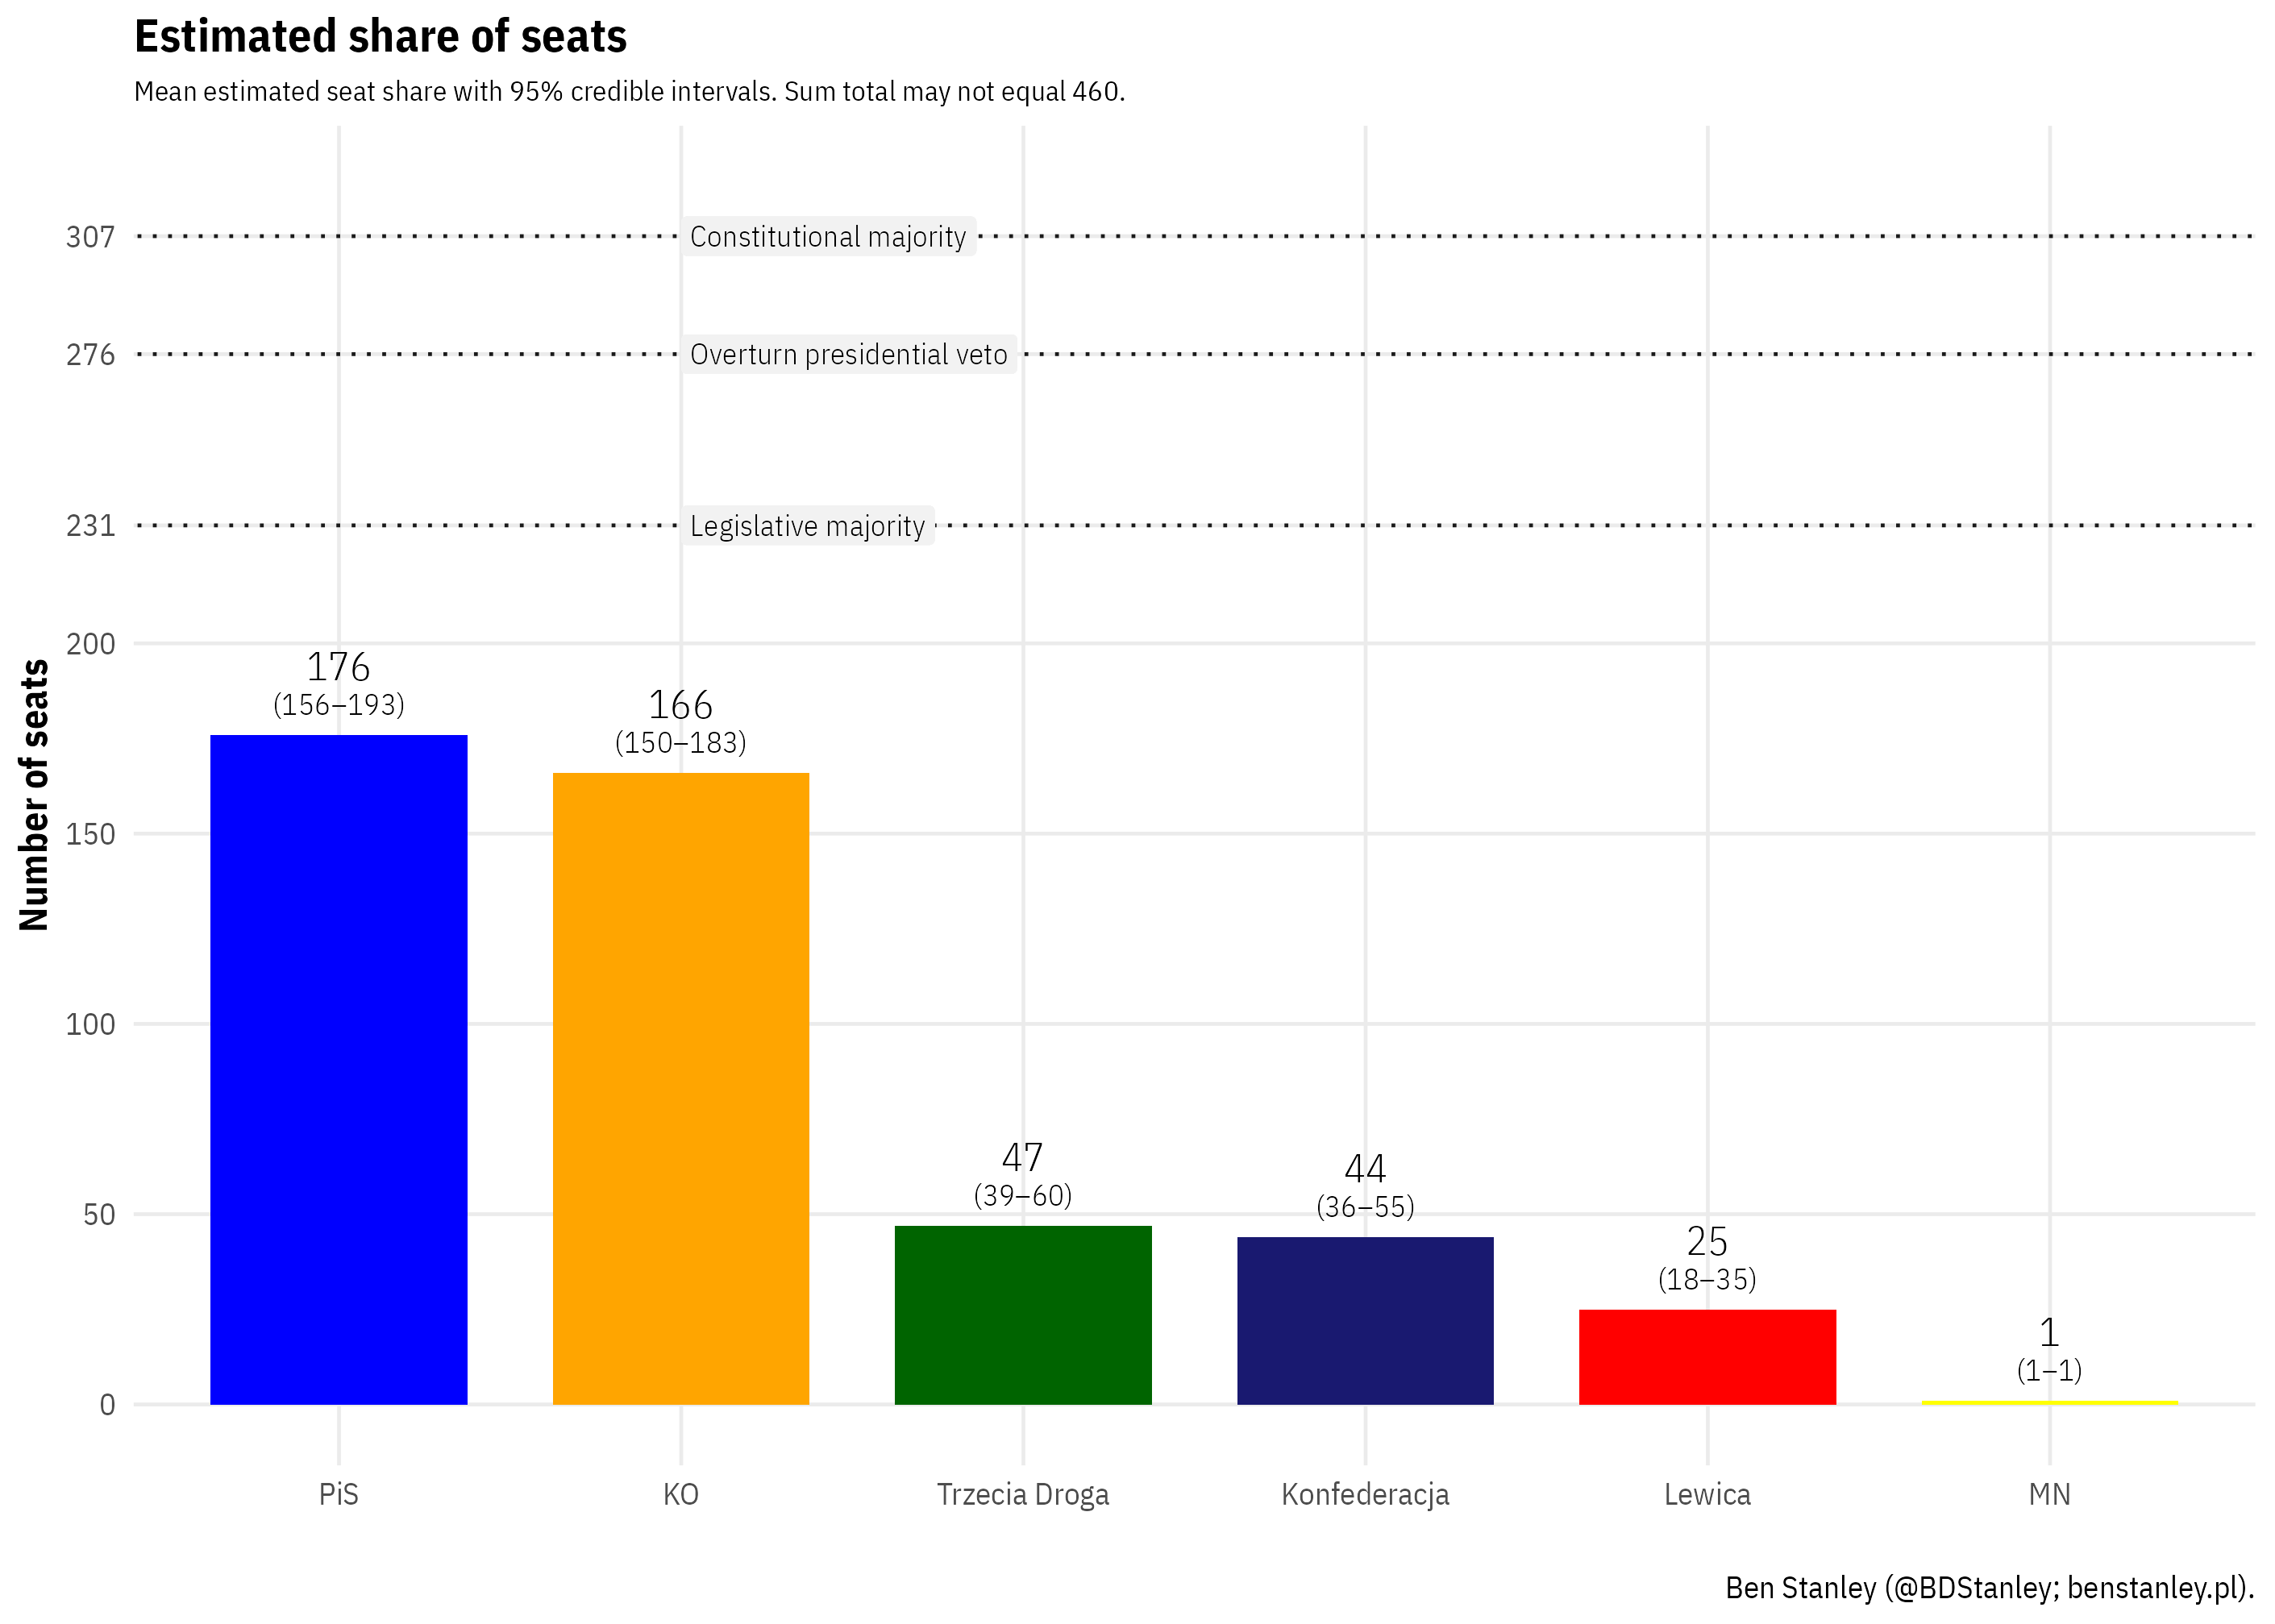 Estimated share of seats
Mean estimated seat share with 95% credible intervals. Sum total may not equal 460.
Number of seats
307
Constitutional majority
276
Overturn presidential veto
231
Legislative majority
200
150
100
50
0
176
(156–193)
166
(150–183)
47
(39–60)
44
(36–55)
25
(18–35)
1
(1–1)
PiS
KO
Trzecia Droga
Konfederacja
Lewica
MN
Ben Stanley (@BDStanley; benstanley.pl).